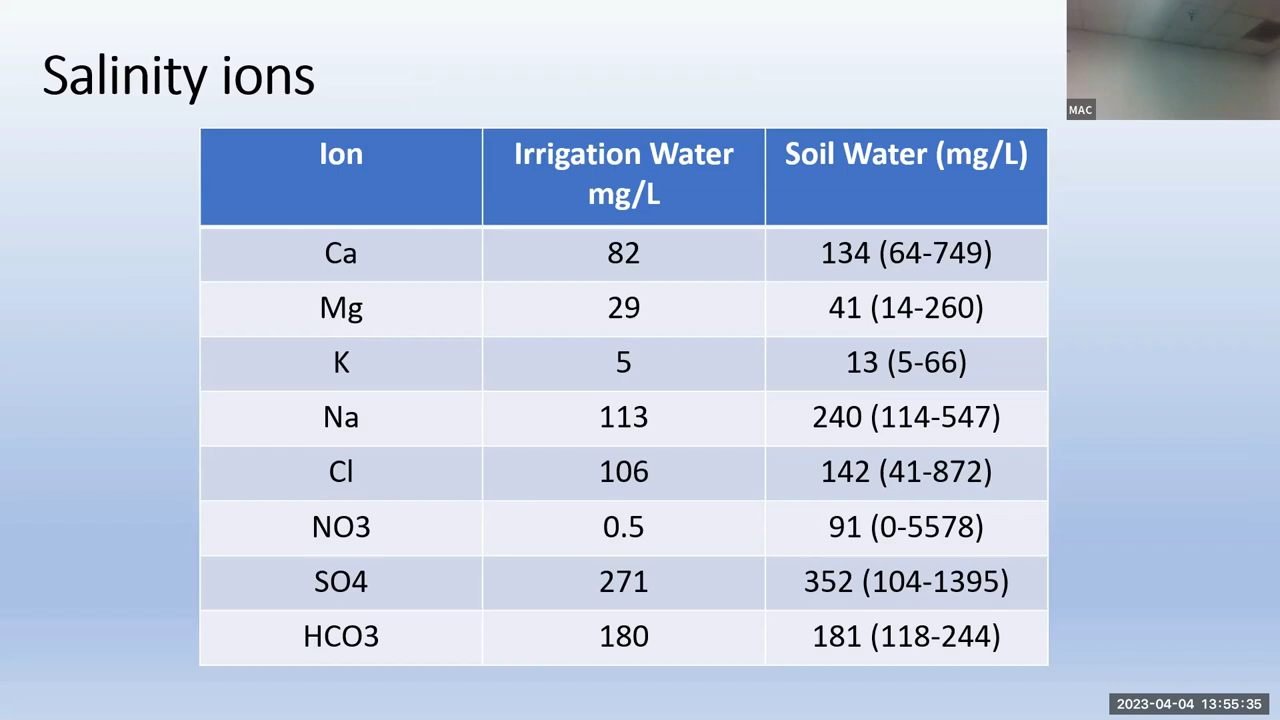 Salinity ions
MAC
Ion Irrigation Water mg/L Soil Water (mg/L)
Ca 82 134 (64-749)
Mg 29 41 (14-260)
K 5 13 (5-66)
Na 113 240 (114-547)
Cl 106 142 (41-872)
NO3 0.5 91 (0-5578)
SO4 271 352 (104-1395)
HCO3 180 181 (118-244)
2023-04-04 13:55:35